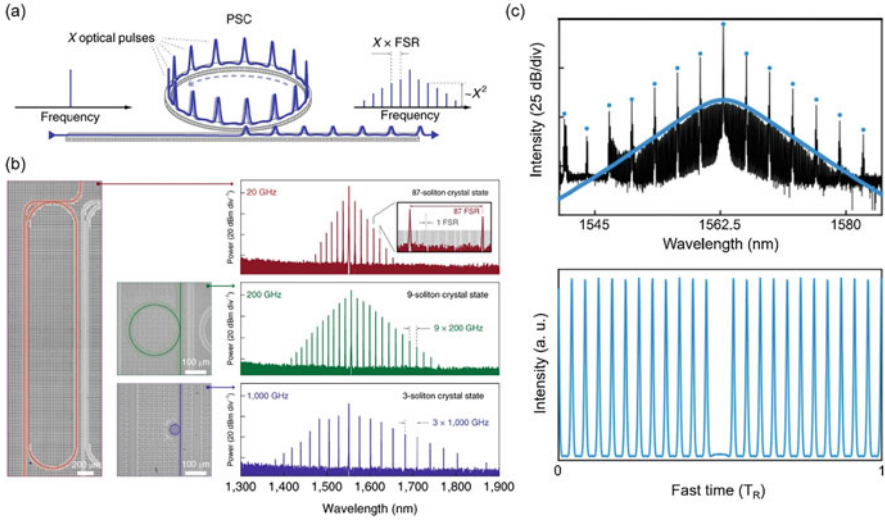 (a)
PSC
X optical pulses
X × FSR
~X²
Frequency
Frequency
(b)
20 GHz
87-soliton crystal state
87 FSR
1 FSR
Power (20 dBm div⁻¹)
200 μm
200 GHz
9-soliton crystal state
9 × 200 GHz
Power (20 dBm div⁻¹)
100 μm
1,000 GHz
3-soliton crystal state
3 × 1,000 GHz
Power (20 dBm div⁻¹)
100 μm
1,300 1,400 1,500 1,600 1,700 1,800 1,900
Wavelength (nm)
(c)
Intensity (25 dB/div)
1545 1562.5 1580
Wavelength (nm)
Intensity (a. u.)
0 1
Fast time (T_R)